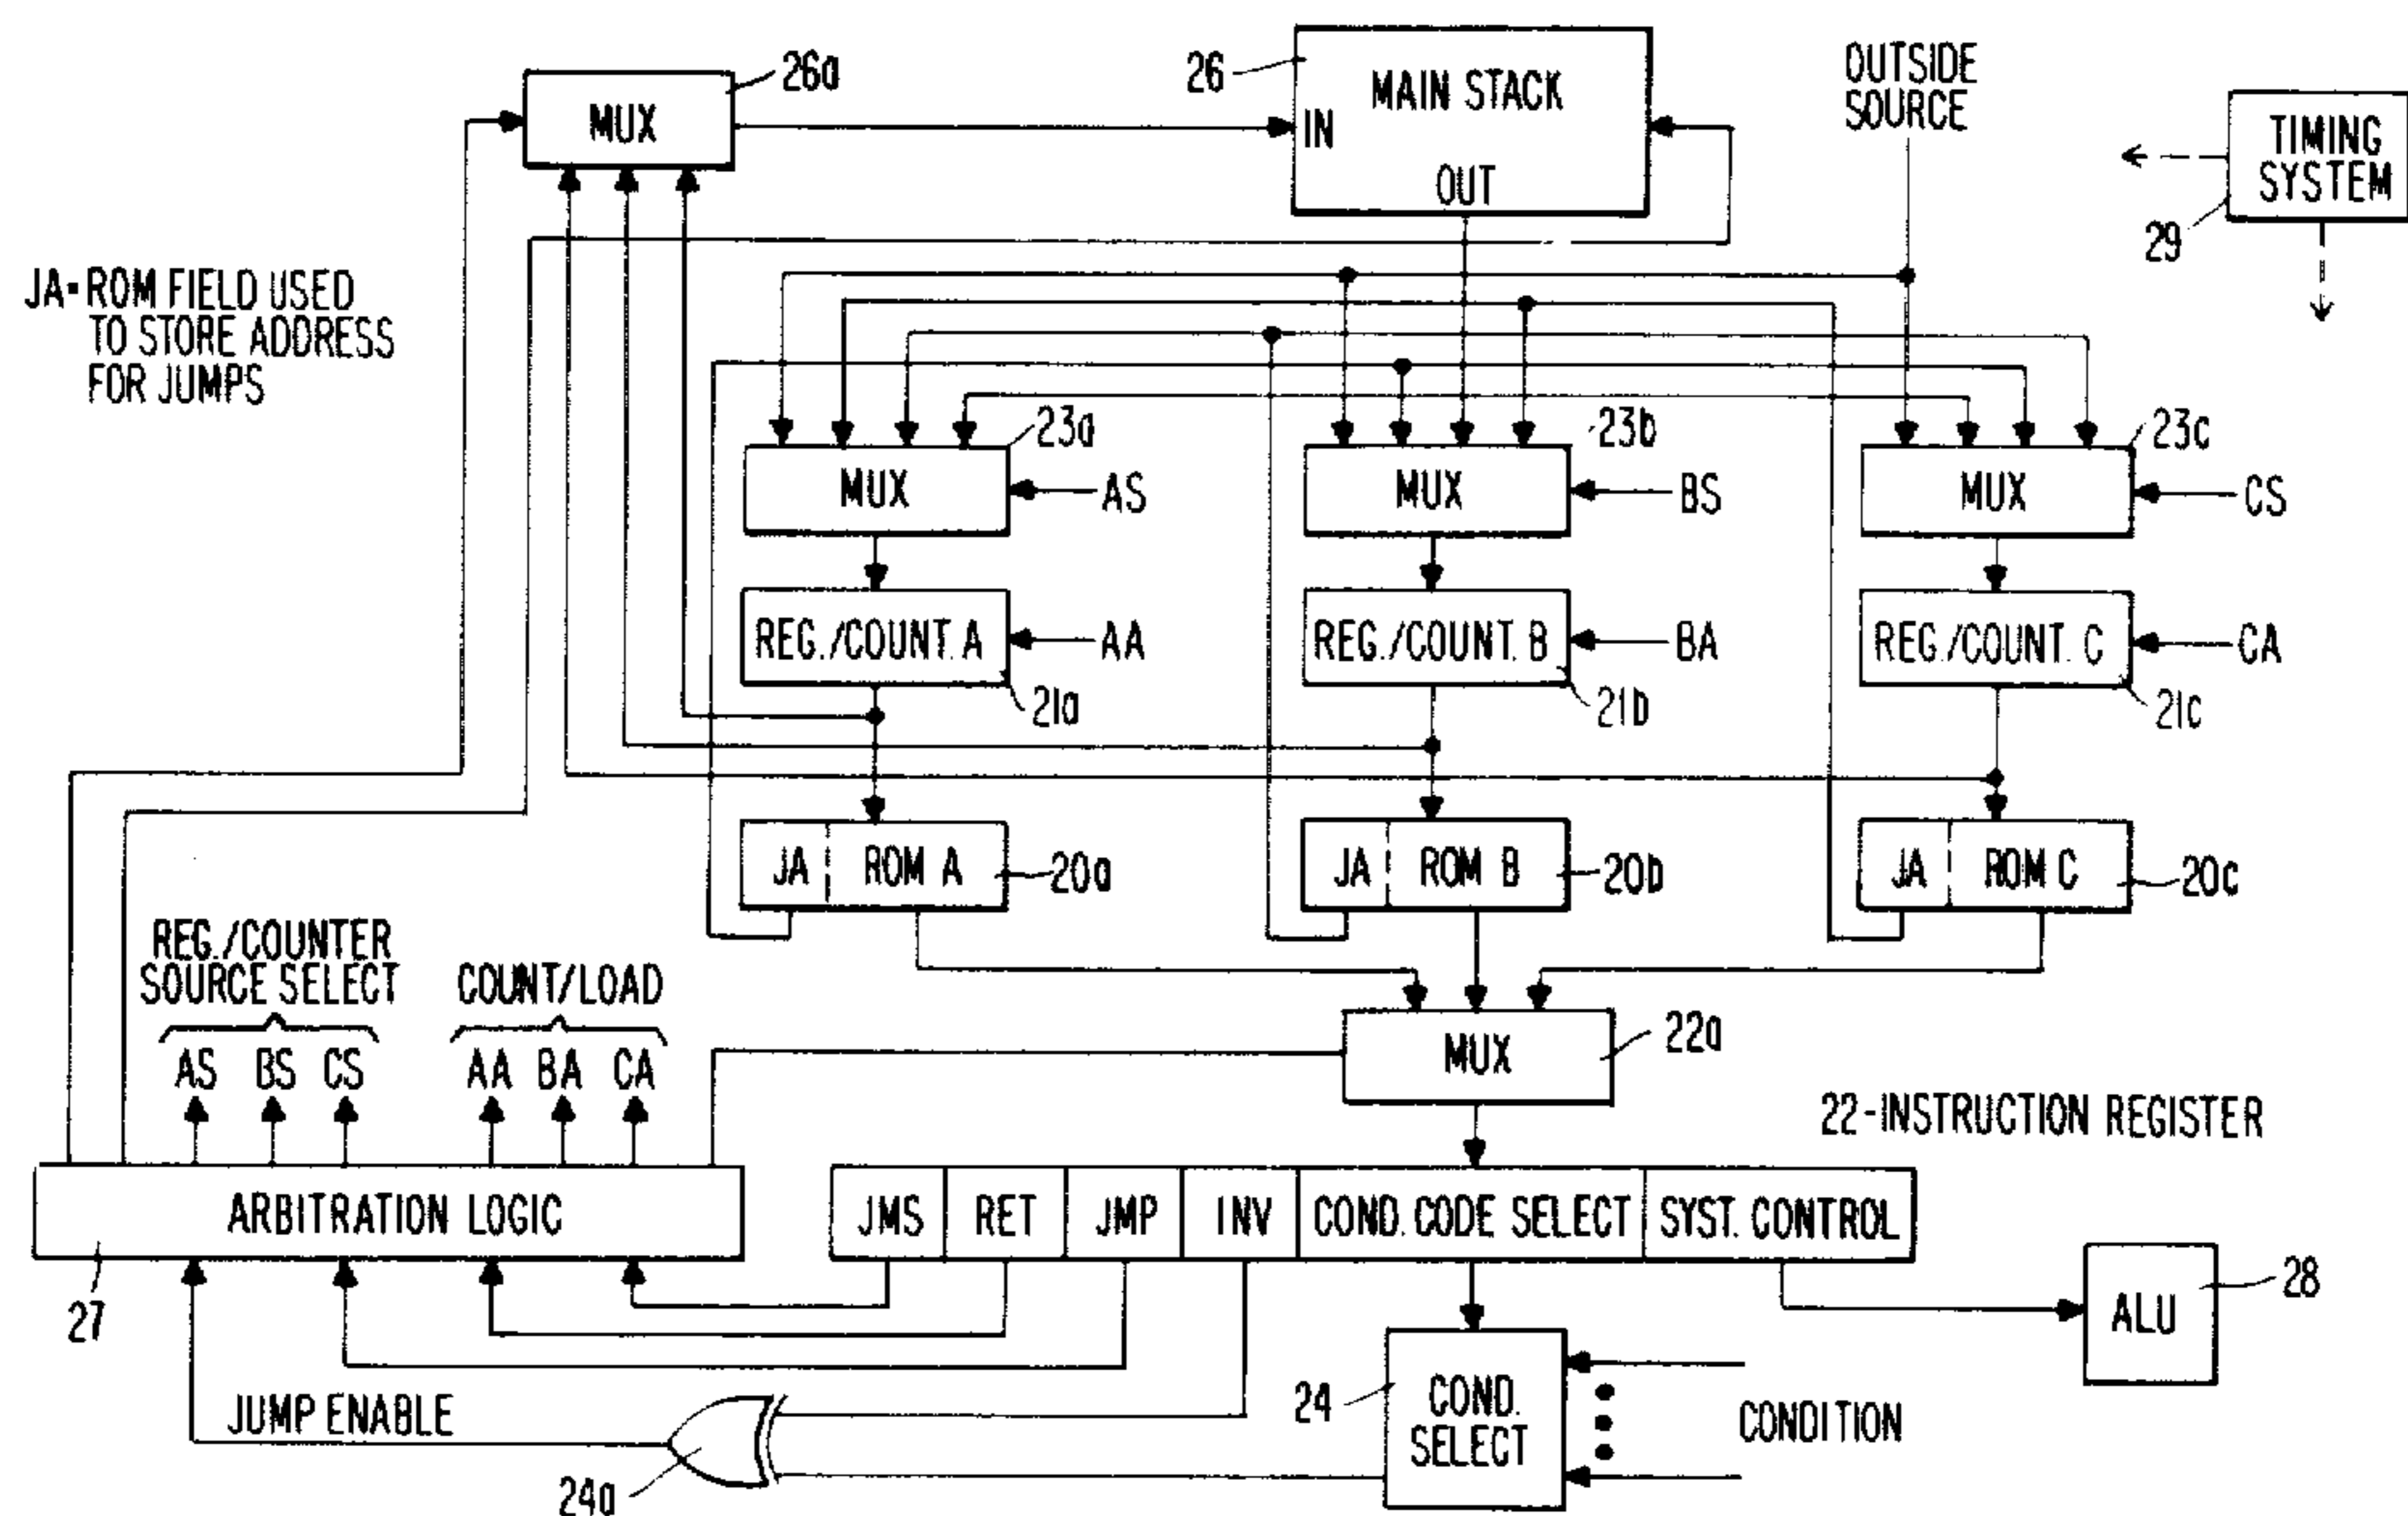 26a
MUX
26
MAIN STACK
IN
OUT
OUTSIDE
SOURCE
TIMING
SYSTEM
29
JA=ROM FIELD USED
TO STORE ADDRESS
FOR JUMPS
23a
MUX
AS
23b
MUX
BS
23c
MUX
CS
REG./COUNT. A
AA
21a
REG./COUNT. B
BA
21b
REG./COUNT. C
CA
21c
JA
ROM A
20a
JA
ROM B
20b
JA
ROM C
20c
REG./COUNTER
SOURCE SELECT
COUNT/LOAD
AS BS CS
AA BA CA
MUX
22a
22-INSTRUCTION REGISTER
ARBITRATION LOGIC
27
JMS
RET
JMP
INV
COND. CODE SELECT
SYST. CONTROL
ALU
28
JUMP ENABLE
24a
24
COND.
SELECT
CONDITION